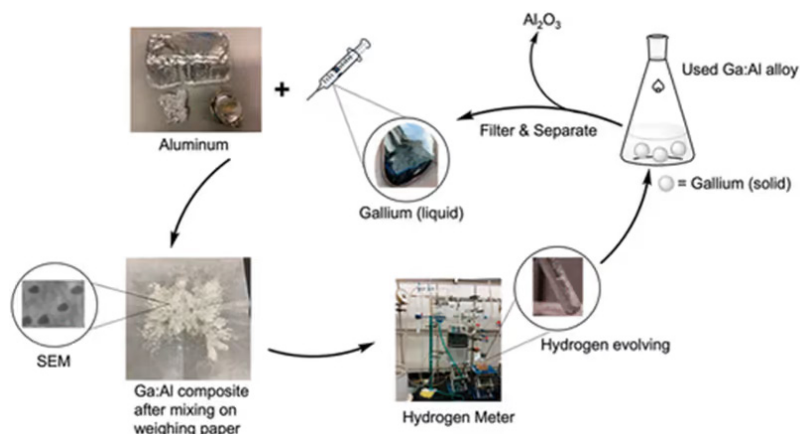 Al₂O₃
Used Ga:Al alloy
+
Filter & Separate
Aluminum
= Gallium (solid)
Gallium (liquid)
SEM
Hydrogen evolving
Ga:Al composite
after mixing on
weighing paper
Hydrogen Meter